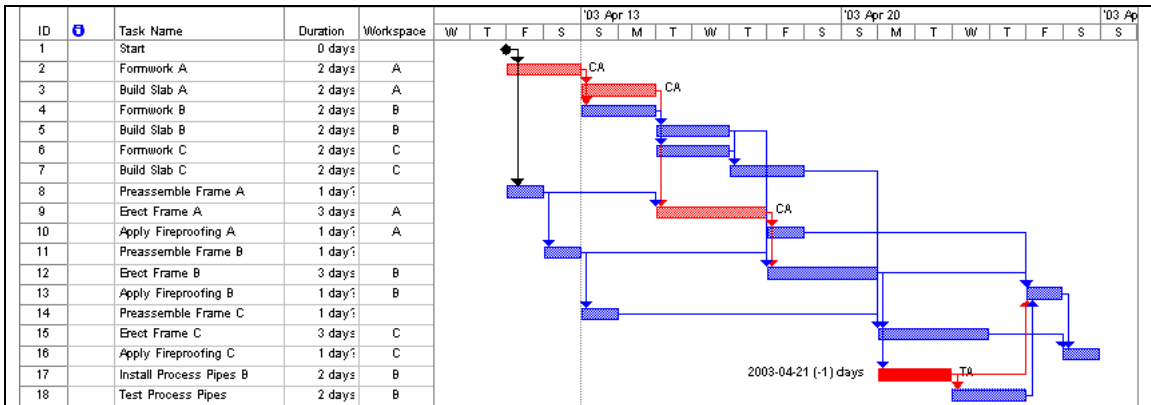 '03 Apr 13 '03 Apr 20 '03 Ap
ID Task Name Duration Workspace W T F S S M T W T F S S M T W T F S S
1 Start 0 days
2 Formwork A 2 days A CA
3 Build Slab A 2 days A CA
4 Formwork B 2 days B
5 Build Slab B 2 days B
6 Formwork C 2 days C
7 Build Slab C 2 days C
8 Preassemble Frame A 1 day?
9 Erect Frame A 3 days A CA
10 Apply Fireproofing A 1 day? A
11 Preassemble Frame B 1 day?
12 Erect Frame B 3 days B
13 Apply Fireproofing B 1 day? B
14 Preassemble Frame C 1 day?
15 Erect Frame C 3 days C
16 Apply Fireproofing C 1 day? C
17 Install Process Pipes B 2 days B 2003-04-21 (-1) days TA
18 Test Process Pipes 2 days B